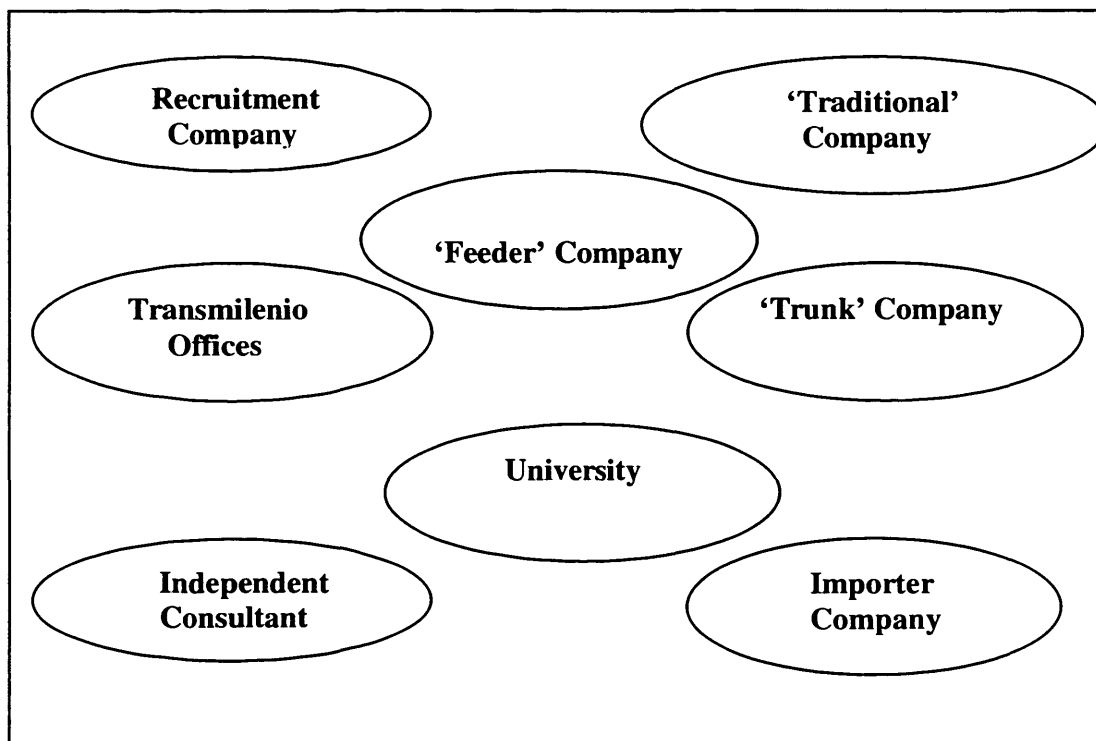 Recruitment
Company
‘Traditional’
Company
‘Feeder’ Company
Transmilenio
Offices
‘Trunk’ Company
University
Independent
Consultant
Importer
Company